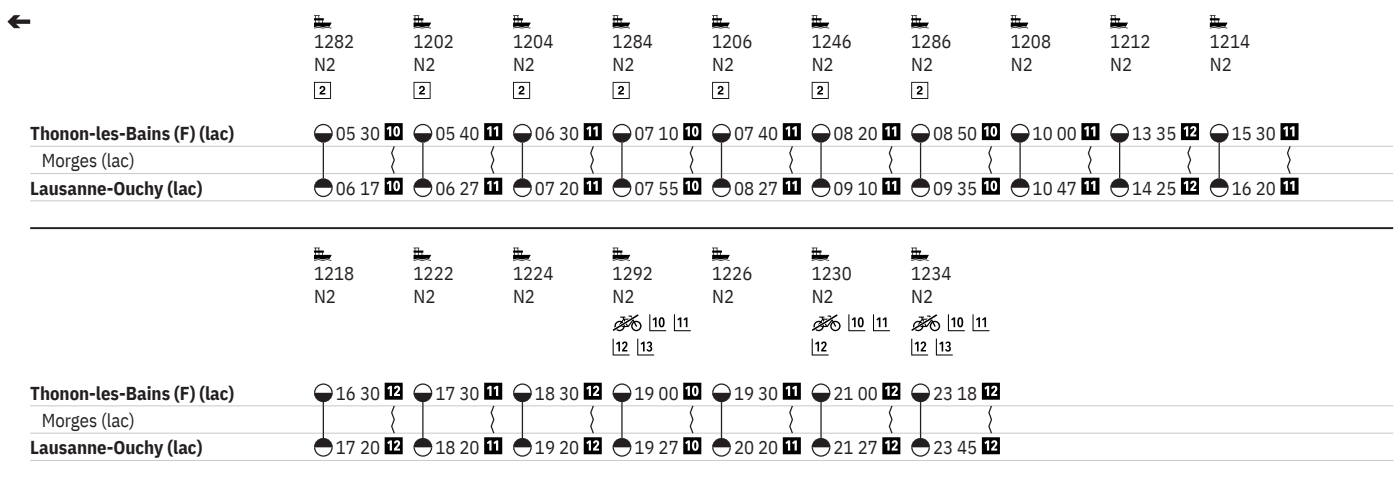 1282 1202 1204 1284 1206 1246 1286 1208 1212 1214
N2 N2 N2 N2 N2 N2 N2 N2 N2 N2
2 2 2 2 2 2 2
Thonon-les-Bains (F) (lac) 05 30 10 05 40 11 06 30 11 07 10 10 07 40 11 08 20 11 08 50 10 10 00 11 13 35 12 15 30 11
Morges (lac)
Lausanne-Ouchy (lac) 06 17 10 06 27 11 07 20 11 07 55 10 08 27 11 09 10 11 09 35 10 10 47 11 14 25 12 16 20 11
1218 1222 1224 1292 1226 1230 1234
N2 N2 N2 N2 N2 N2 N2
10 11 10 11 10 11
12 13 12 12 13
Thonon-les-Bains (F) (lac) 16 30 12 17 30 11 18 30 12 19 00 10 19 30 11 21 00 12 23 18 12
Morges (lac)
Lausanne-Ouchy (lac) 17 20 12 18 20 11 19 20 12 19 27 10 20 20 11 21 27 12 23 45 12